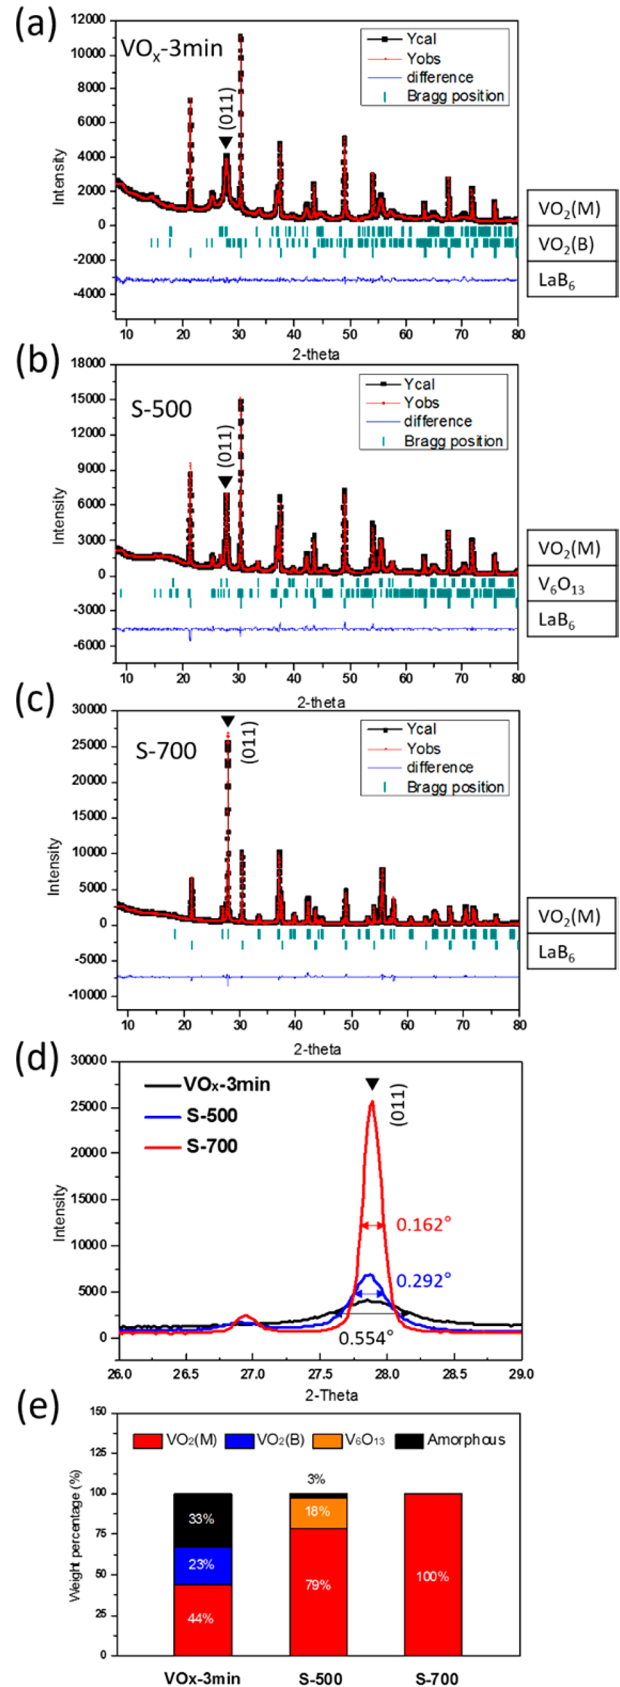 (a)
VOx-3min
Ycal
Yobs
difference
Bragg position
(011)
12000
10000
8000
6000
4000
2000
0
-2000
-4000
Intensity
10 20 30 40 50 60 70 80
2-theta
VO2(M)
VO2(B)
LaB6
(b)
S-500
Ycal
Yobs
difference
Bragg position
(011)
18000
15000
12000
9000
6000
3000
0
-3000
-6000
Intensity
10 20 30 40 50 60 70 80
2-theta
VO2(M)
V6O13
LaB6
(c)
S-700
Ycal
Yobs
difference
Bragg position
(011)
30000
25000
20000
15000
10000
5000
0
-5000
-10000
Intensity
10 20 30 40 50 60 70 80
2-theta
VO2(M)
LaB6
(d)
VOx-3min
S-500
S-700
(011)
30000
25000
20000
15000
10000
5000
0
Intensity
0.162°
0.292°
0.554°
26.0 26.5 27.0 27.5 28.0 28.5 29.0
2-Theta
(e)
VO2(M) VO2(B) V6O13 Amorphous
150
125
100
75
50
25
0
Weight percentage (%)
33%
23%
44%
3%
18%
79%
100%
VOx-3min S-500 S-700